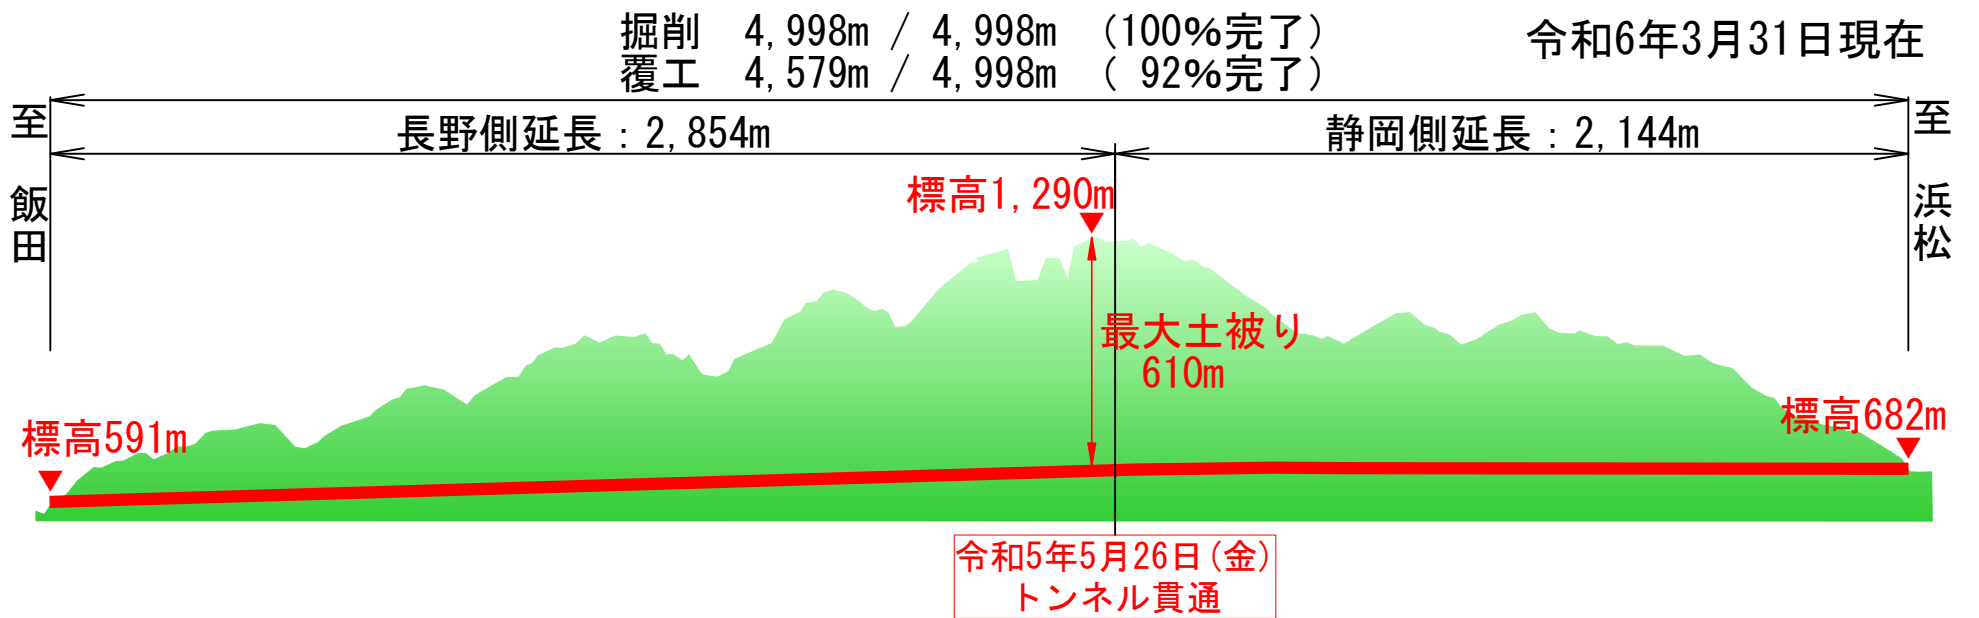 掘削 4,998m / 4,998m (100%完了)
覆工 4,579m / 4,998m ( 92%完了)
令和6年3月31日現在
至 飯田
長野側延長：2,854m
静岡側延長：2,144m
至 浜松
標高1,290m
最大土被り
610m
標高591m
標高682m
令和5年5月26日(金)
トンネル貫通